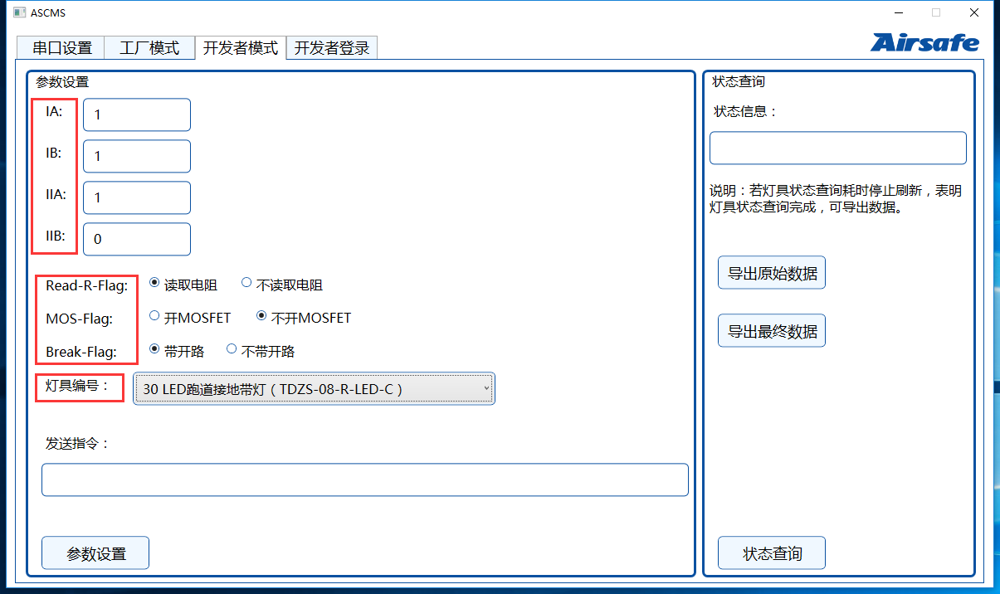 ASCMS
Airsafe
串口设置 工厂模式 开发者模式 开发者登录
参数设置
IA: 1
IB: 1
IIA: 1
IIB: 0
Read-R-Flag: 读取电阻 不读取电阻
MOS-Flag: 开MOSFET 不开MOSFET
Break-Flag: 带开路 不带开路
灯具编号： 30 LED跑道接地带灯（TDZS-08-R-LED-C）
发送指令：
参数设置
状态查询
状态信息：
说明：若灯具状态查询耗时停止刷新，表明
灯具状态查询完成，可导出数据。
导出原始数据
导出最终数据
状态查询